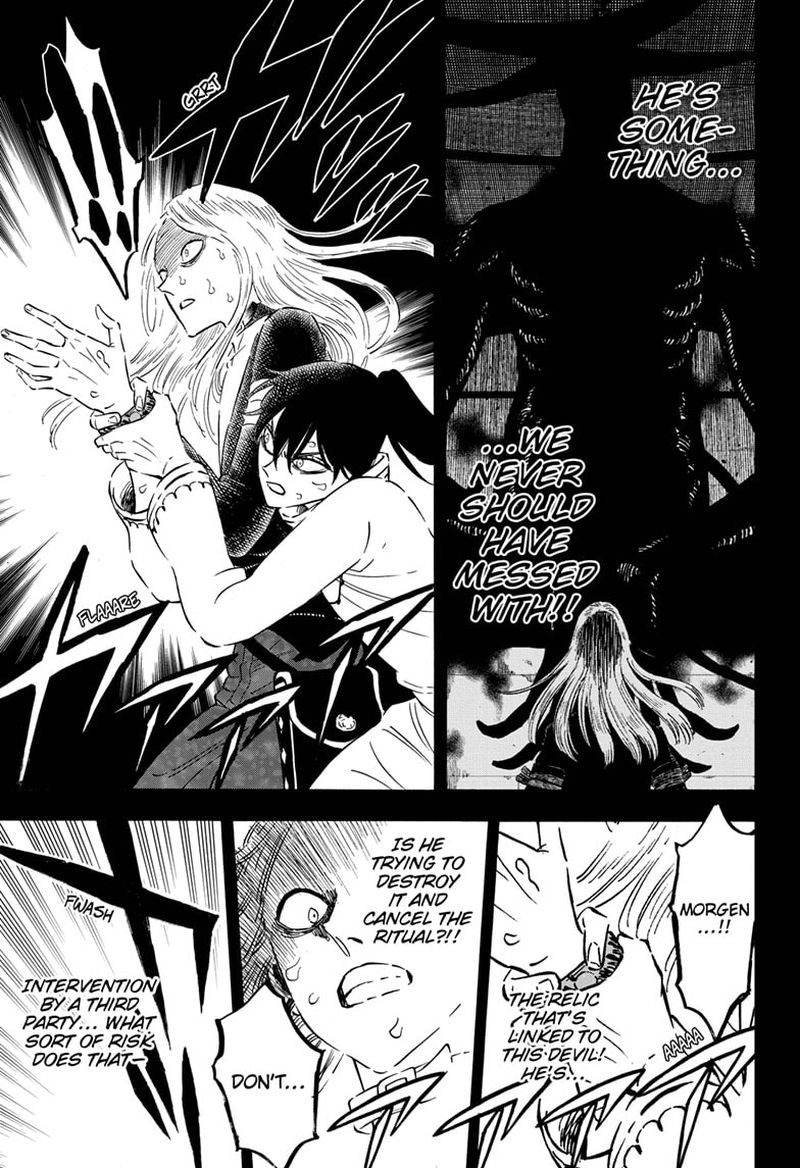 HE'S
SOME-
THING...
...WE
NEVER
SHOULD
HAVE
MESSED
WITH!!
GRRT
FLAAARE
MORGEN
...!!
THE RELIC
THAT'S
LINKED TO
THIS DEVIL!
HE'S...
AAAAA
IS HE
TRYING TO
DESTROY
IT AND
CANCEL THE
RITUAL?!!
DON'T...
FWASH
INTERVENTION
BY A THIRD
PARTY... WHAT
SORT OF RISK
DOES THAT—